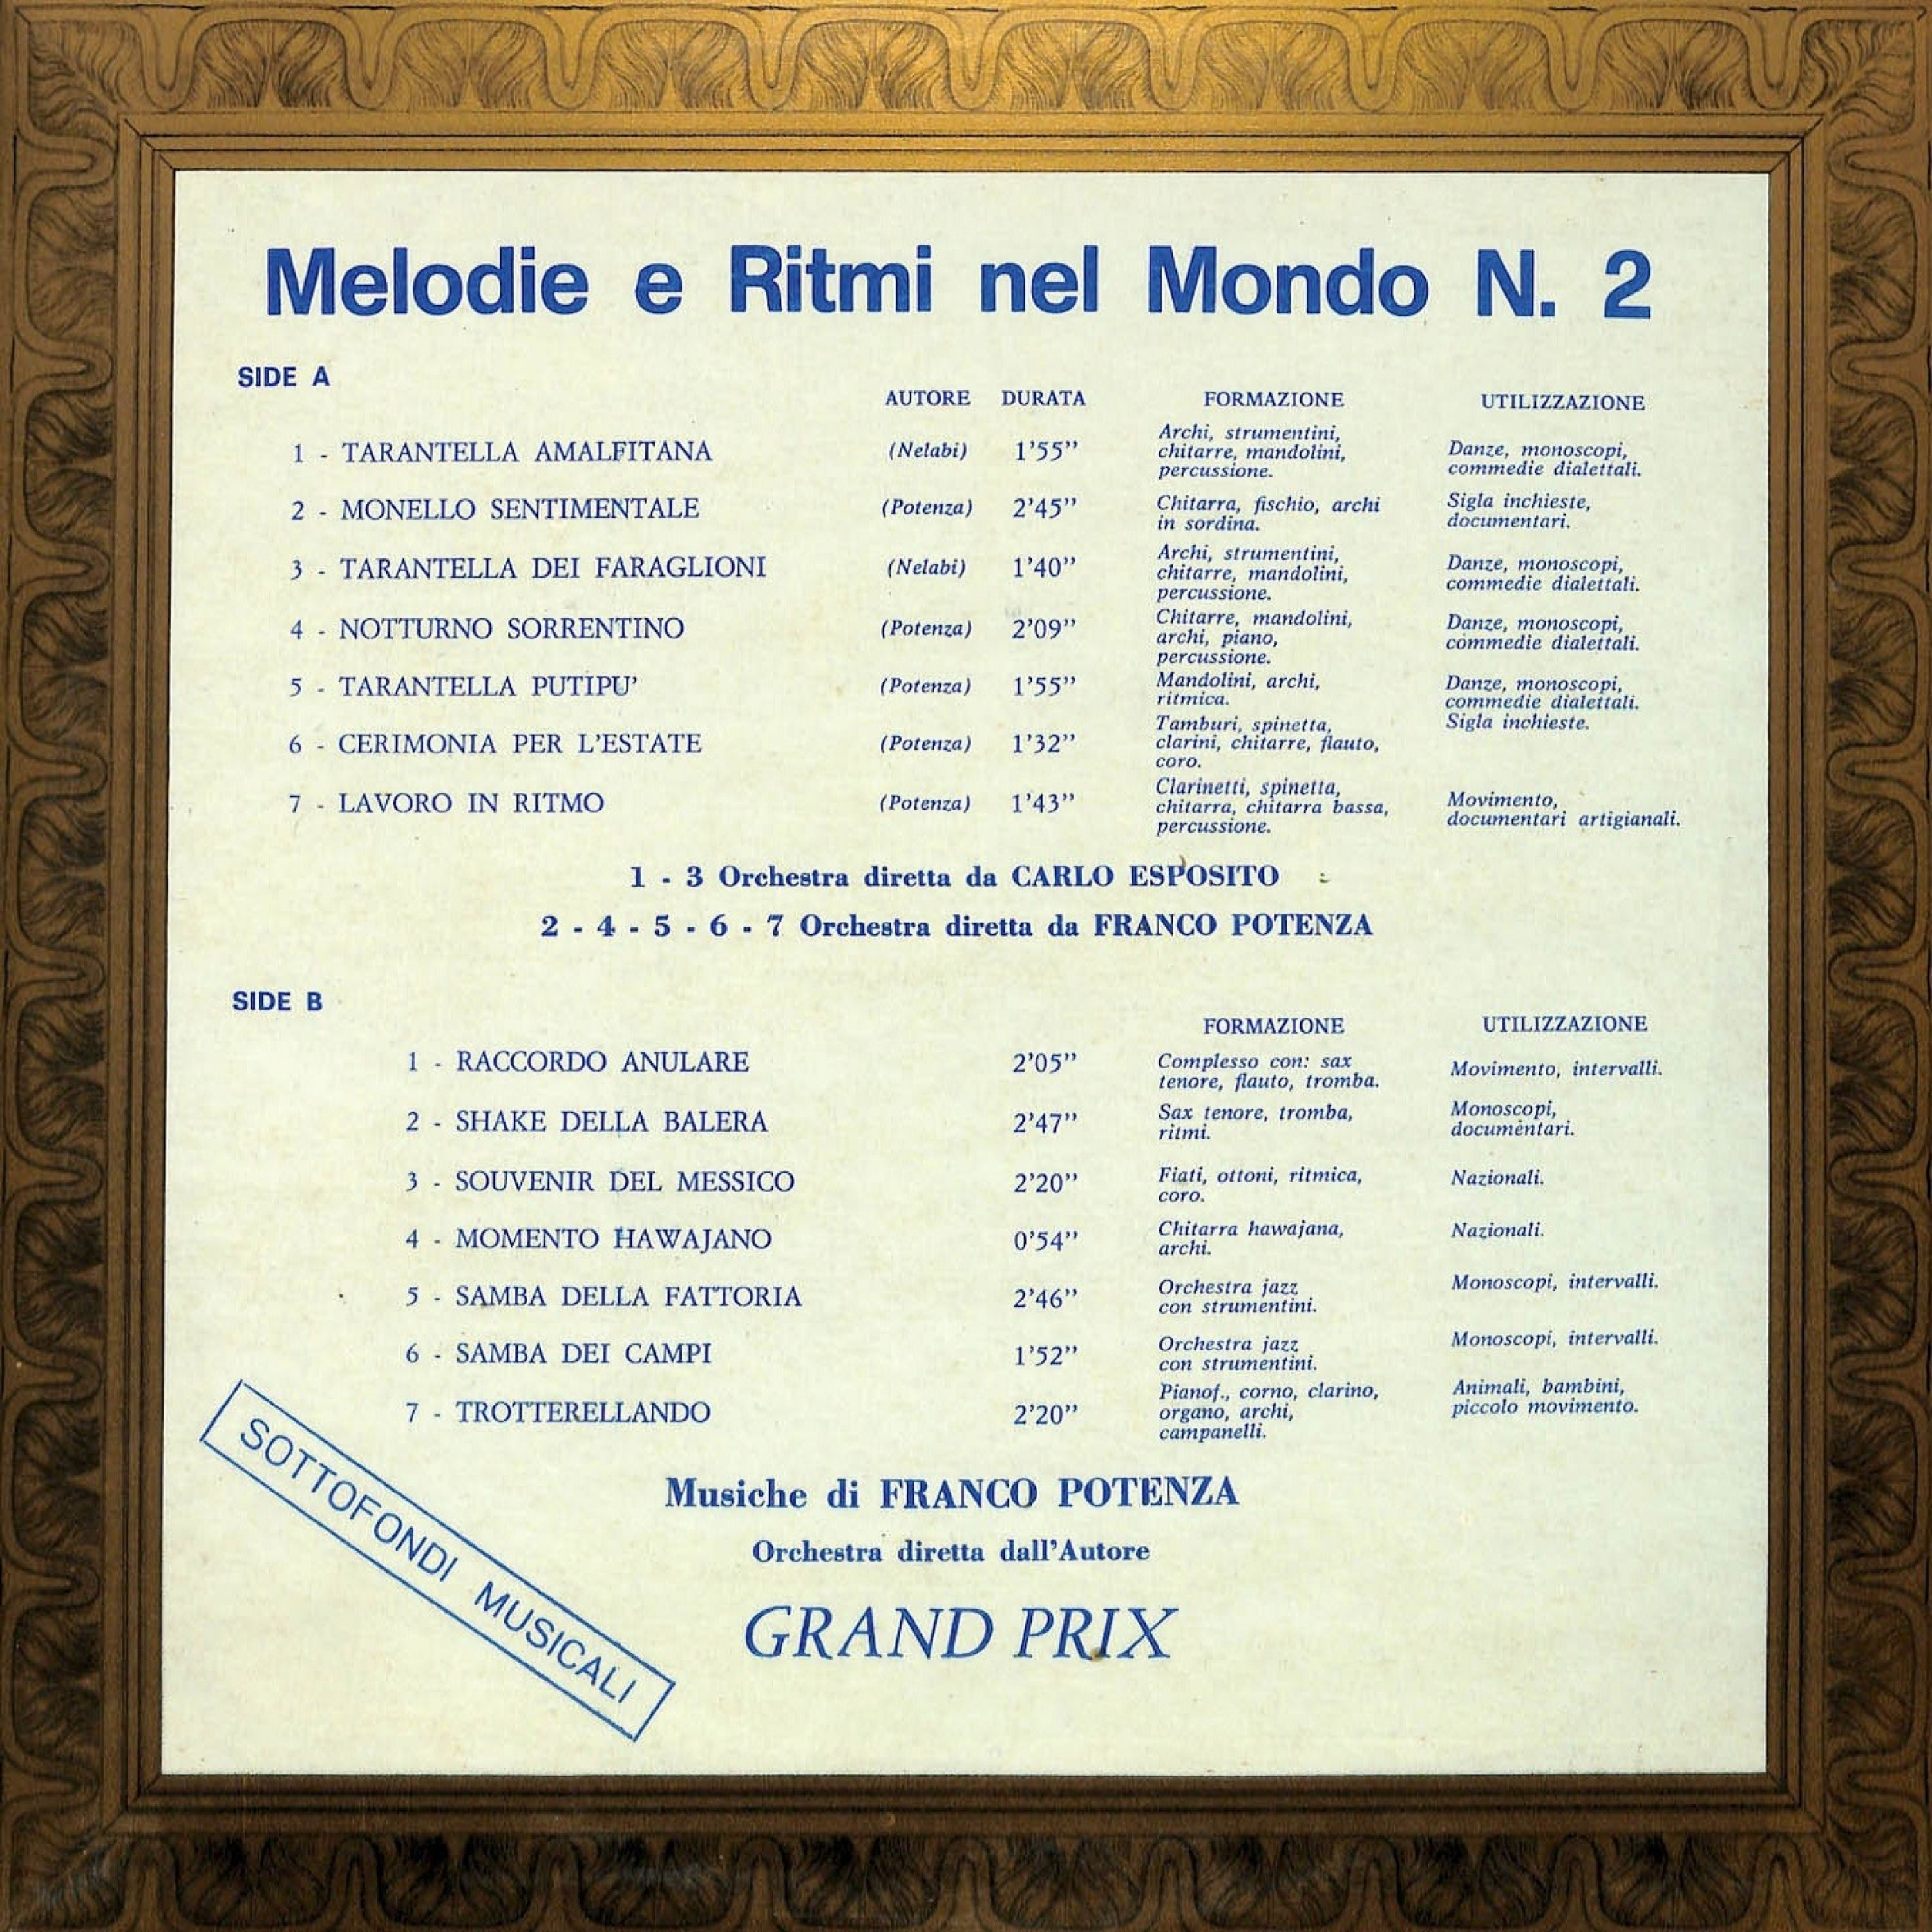 Melodie e Ritmi nel Mondo N. 2
SIDE A
AUTORE DURATA FORMAZIONE UTILIZZAZIONE
1 - TARANTELLA AMALFITANA (Nelabi) 1'55” Archi, strumentini, chitarre, mandolini, percussione. Danze, monoscopi, commedie dialettali.
2 - MONELLO SENTIMENTALE (Potenza) 2'45” Chitarra, fischio, archi in sordina. Sigla inchieste, documentari.
3 - TARANTELLA DEI FARAGLIONI (Nelabi) 1'40” Archi, strumentini, chitarre, mandolini, percussione. Danze, monoscopi, commedie dialettali.
4 - NOTTURNO SORRENTINO (Potenza) 2'09” Chitarre, mandolini, archi, piano, percussione. Danze, monoscopi, commedie dialettali.
5 - TARANTELLA PUTIPU' (Potenza) 1'55” Mandolini, archi, ritmica. Danze, monoscopi, commedie dialettali.
6 - CERIMONIA PER L'ESTATE (Potenza) 1'32” Tamburi, spinetta, clarini, chitarre, flauto, coro. Sigla inchieste.
7 - LAVORO IN RITMO (Potenza) 1'43” Clarinetti, spinetta, chitarra, chitarra bassa, percussione. Movimento, documentari artigianali.
1 - 3 Orchestra diretta da CARLO ESPOSITO
2 - 4 - 5 - 6 - 7 Orchestra diretta da FRANCO POTENZA
SIDE B
FORMAZIONE UTILIZZAZIONE
1 - RACCORDO ANULARE 2'05” Complesso con: sax tenore, flauto, tromba. Movimento, intervalli.
2 - SHAKE DELLA BALERA 2'47” Sax tenore, tromba, ritmi. Monoscopi, documentari.
3 - SOUVENIR DEL MESSICO 2'20” Fiati, ottoni, ritmica, coro. Nazionali.
4 - MOMENTO HAWAJANO 0'54” Chitarra hawajana, archi. Nazionali.
5 - SAMBA DELLA FATTORIA 2'46” Orchestra jazz con strumentini. Monoscopi, intervalli.
6 - SAMBA DEI CAMPI 1'52” Orchestra jazz con strumentini. Monoscopi, intervalli.
7 - TROTTERELLANDO 2'20” Pianof., corno, clarino, organo, archi, campanelli. Animali, bambini, piccolo movimento.
Musiche di FRANCO POTENZA
Orchestra diretta dall'Autore
GRAND PRIX
SOTTOFONDI MUSICALI